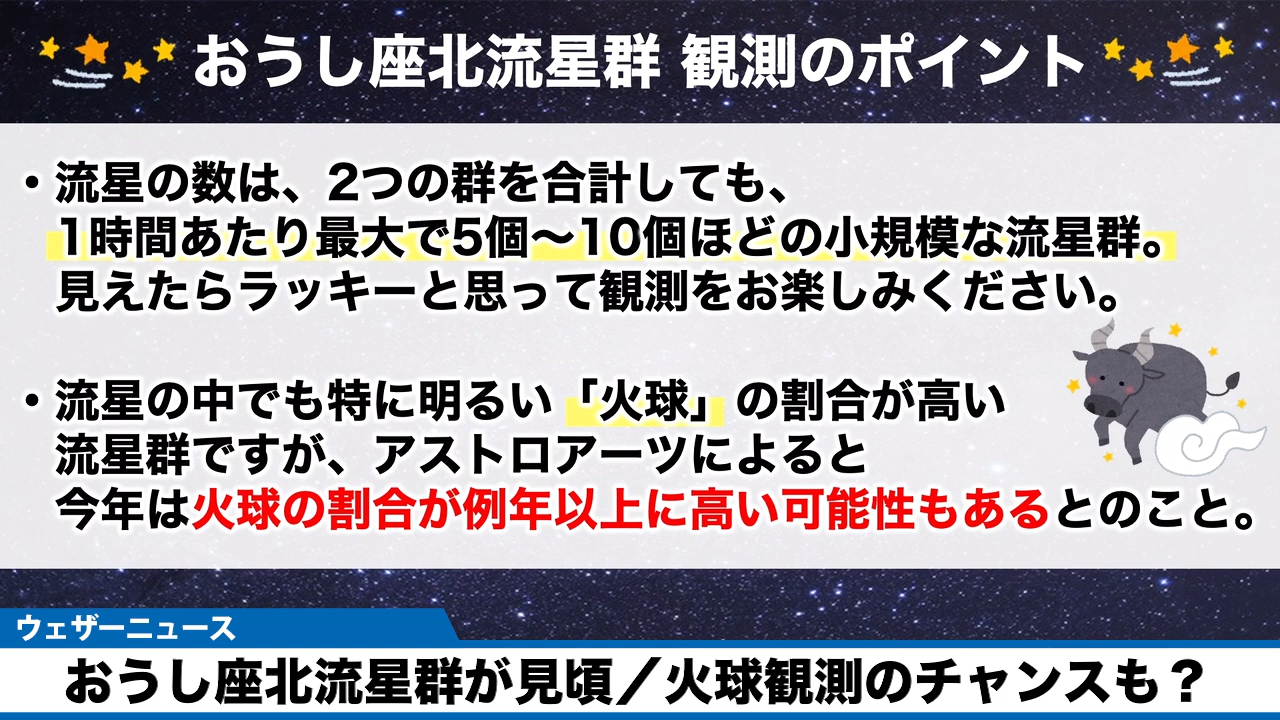 おうし座北流星群 観測のポイント
・流星の数は、2つの群を合計しても、
1時間あたり最大で5個～10個ほどの小規模な流星群。
見えたらラッキーと思って観測をお楽しみください。
・流星の中でも特に明るい「火球」の割合が高い
流星群ですが、アストロアーツによると
今年は火球の割合が例年以上に高い可能性もあるとのこと。
ウェザーニュース
おうし座北流星群が見頃／火球観測のチャンスも？